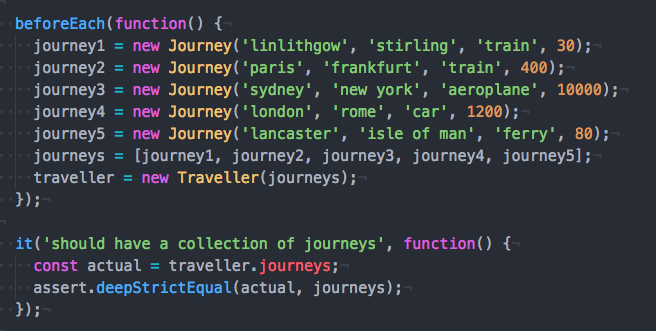 beforeEach(function() {
journey1 = new Journey('linlithgow', 'stirling', 'train', 30);
journey2 = new Journey('paris', 'frankfurt', 'train', 400);
journey3 = new Journey('sydney', 'new york', 'aeroplane', 10000);
journey4 = new Journey('london', 'rome', 'car', 1200);
journey5 = new Journey('lancaster', 'isle of man', 'ferry', 80);
journeys = [journey1, journey2, journey3, journey4, journey5];
traveller = new Traveller(journeys);
});
it('should have a collection of journeys', function() {
const actual = traveller.journeys;
assert.deepStrictEqual(actual, journeys);
});